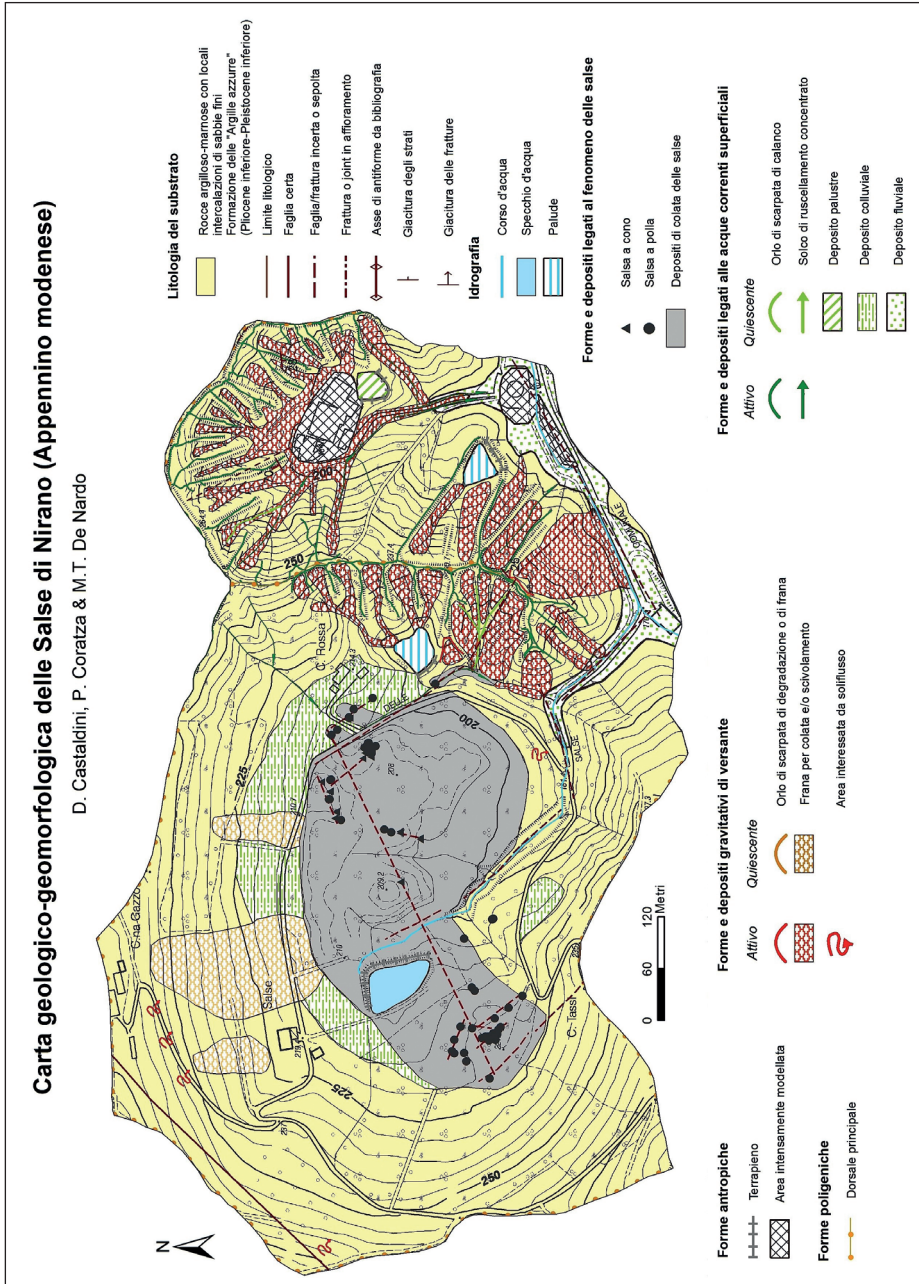 Carta geologico-geomorfologica delle Salse di Nirano (Appennino modenese)
D. Castaldini, P. Coratza & M.T. De Nardo
N
C.na Gazzo
Salse
C. Rossa
C. Tassi
DELLE
SALSE
225
225
250
250
200
200
210
208
209.2
0 60 120
Metri
Litologia del substrato
Rocce argilloso-marnose con locali
intercalazioni di sabbie fini
Formazione delle "Argille azzurre"
(Pliocene inferiore-Pleistocene inferiore)
Limite litologico
Faglia certa
Faglia/frattura incerta o sepolta
Frattura o joint in affioramento
Asse di antiforme da bibliografia
Giacitura degli strati
Giacitura delle fratture
Idrografia
Corso d'acqua
Specchio d'acqua
Palude
Forme e depositi legati al fenomeno delle salse
Salsa a cono
Salsa a polla
Depositi di colata delle salse
Forme e depositi legati alle acque correnti superficiali
Attivo Quiescente
Orlo di scarpata di calanco
Solco di ruscellamento concentrato
Deposito palustre
Deposito colluviale
Deposito fluviale
Forme e depositi gravitativi di versante
Attivo Quiescente
Orlo di scarpata di degradazione o di frana
Frana per colata e/o scivolamento
Area interessata da soliflusso
Forme antropiche
Terrapieno
Area intensamente modellata
Forme poligeniche
Dorsale principale